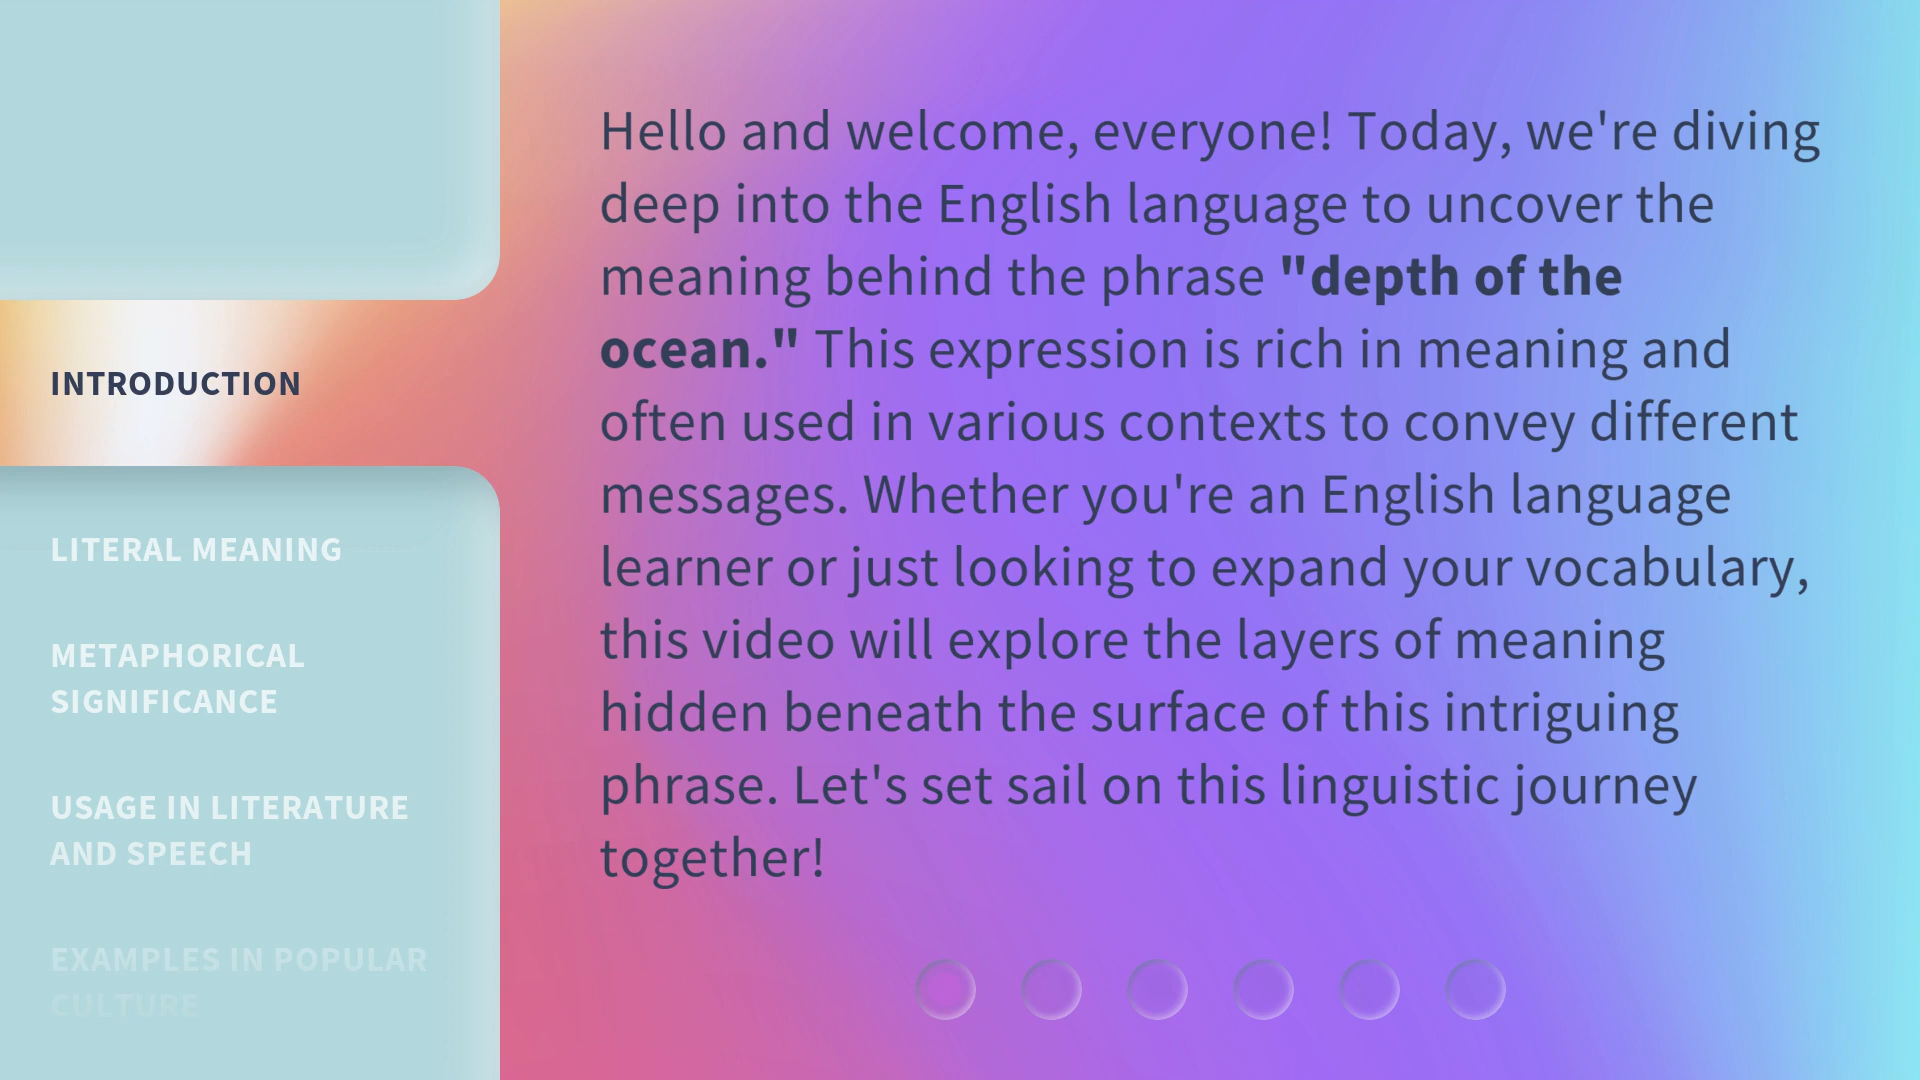 INTRODUCTION
LITERAL MEANING
METAPHORICAL
SIGNIFICANCE
USAGE IN LITERATURE
AND SPEECH
EXAMPLES IN POPULAR
CULTURE
Hello and welcome, everyone! Today, we're diving
deep into the English language to uncover the
meaning behind the phrase "depth of the
ocean." This expression is rich in meaning and
often used in various contexts to convey different
messages. Whether you're an English language
learner or just looking to expand your vocabulary,
this video will explore the layers of meaning
hidden beneath the surface of this intriguing
phrase. Let's set sail on this linguistic journey
together!